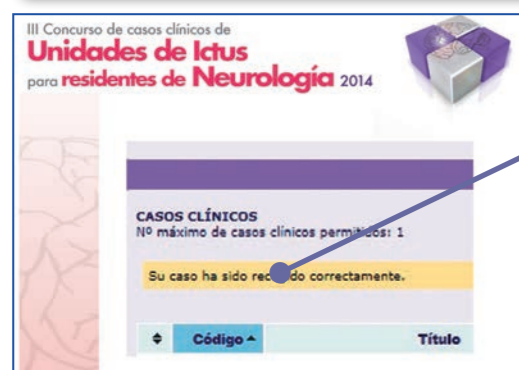 III Concurso de casos clínicos de
Unidades de Ictus
para residentes de Neurología 2014
CASOS CLÍNICOS
Nº máximo de casos clínicos permitidos: 1
Su caso ha sido correctamente.
Código
Título